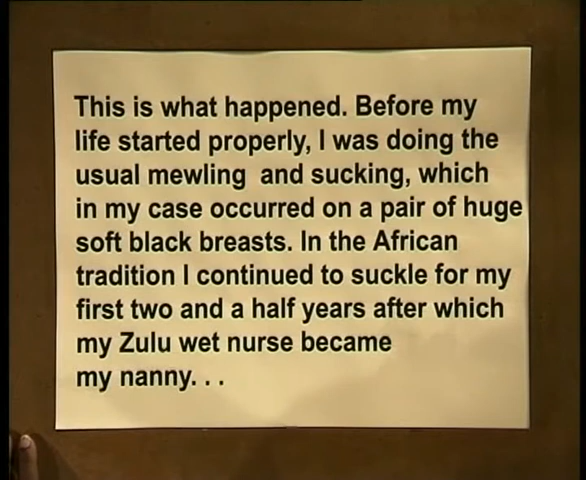 This is what happened. Before my
life started properly, I was doing the
usual mewling  and sucking, which
in my case occurred on a pair of huge
soft black breasts. In the African
tradition I continued to suckle for my
first two and a half years after which
my Zulu wet nurse became
my nanny. . .